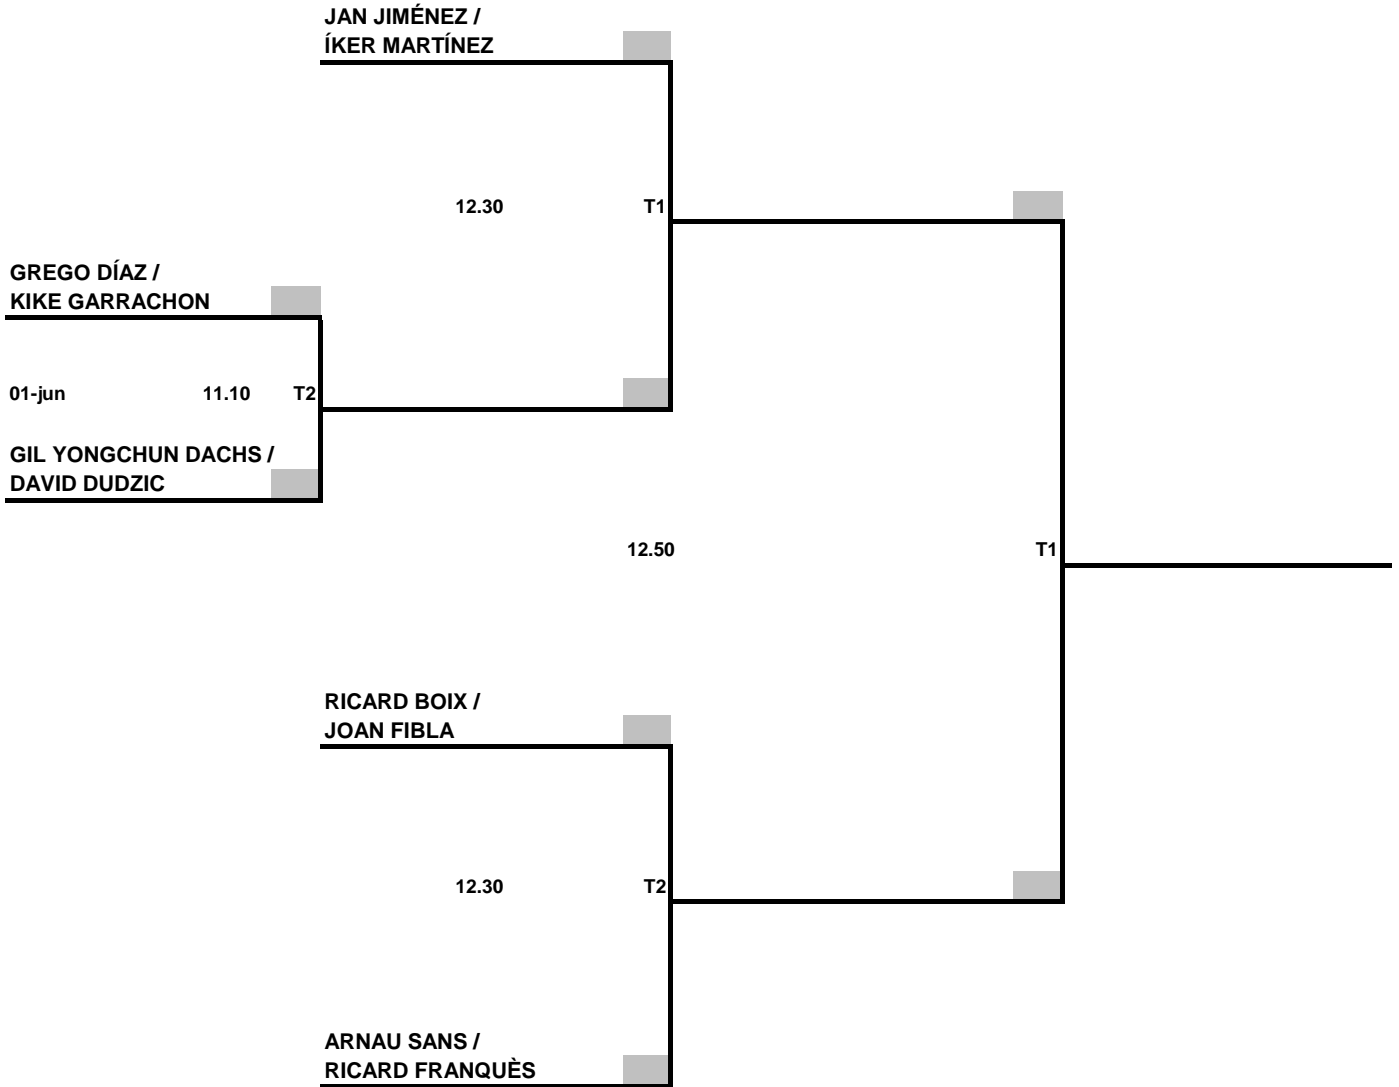 JAN JIMÉNEZ /
ÍKER MARTÍNEZ
12.30 T1
GREGO DÍAZ /
KIKE GARRACHON
01-jun 11.10 T2
GIL YONGCHUN DACHS /
DAVID DUDZIC
12.50 T1
RICARD BOIX /
JOAN FIBLA
12.30 T2
ARNAU SANS /
RICARD FRANQUÈS